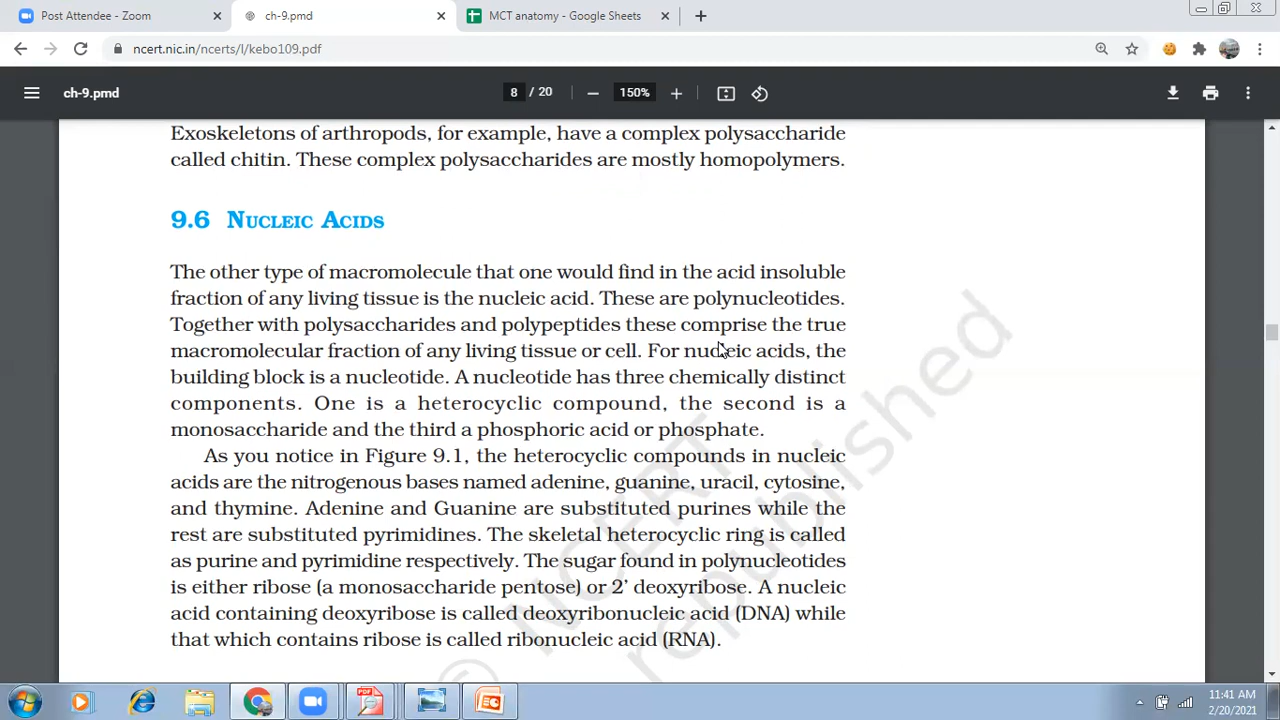 Post Attendee - Zoom
ch-9.pmd
MCT anatomy - Google Sheets
ncert.nic.in/ncerts/l/kebo109.pdf
ch-9.pmd
8 / 20
150%
Exoskeletons of arthropods, for example, have a complex polysaccharide
called chitin. These complex polysaccharides are mostly homopolymers.
9.6 NUCLEIC ACIDS
The other type of macromolecule that one would find in the acid insoluble
fraction of any living tissue is the nucleic acid. These are polynucleotides.
Together with polysaccharides and polypeptides these comprise the true
macromolecular fraction of any living tissue or cell. For nucleic acids, the
building block is a nucleotide. A nucleotide has three chemically distinct
components. One is a heterocyclic compound, the second is a
monosaccharide and the third a phosphoric acid or phosphate.
As you notice in Figure 9.1, the heterocyclic compounds in nucleic
acids are the nitrogenous bases named adenine, guanine, uracil, cytosine,
and thymine. Adenine and Guanine are substituted purines while the
rest are substituted pyrimidines. The skeletal heterocyclic ring is called
as purine and pyrimidine respectively. The sugar found in polynucleotides
is either ribose (a monosaccharide pentose) or 2’ deoxyribose. A nucleic
acid containing deoxyribose is called deoxyribonucleic acid (DNA) while
that which contains ribose is called ribonucleic acid (RNA).
© NCERT
republished
11:41 AM
2/20/2021